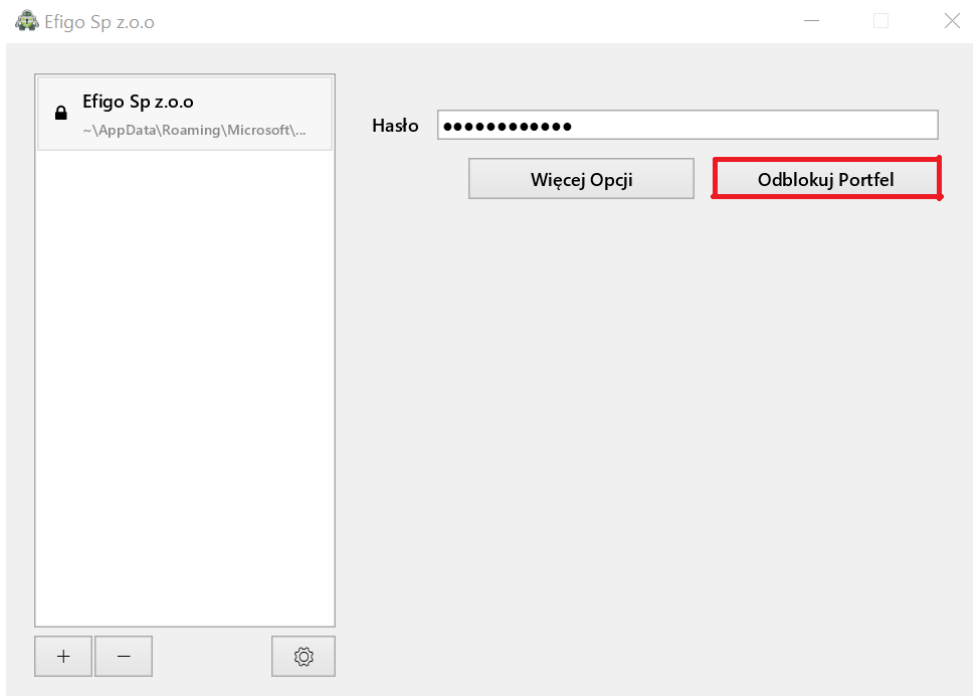 Efigo Sp z.o.o
Efigo Sp z.o.o
~\AppData\Roaming\Microsoft\...
Hasło ●●●●●●●●●●●●
Więcej Opcji
Odblokuj Portfel
+ −